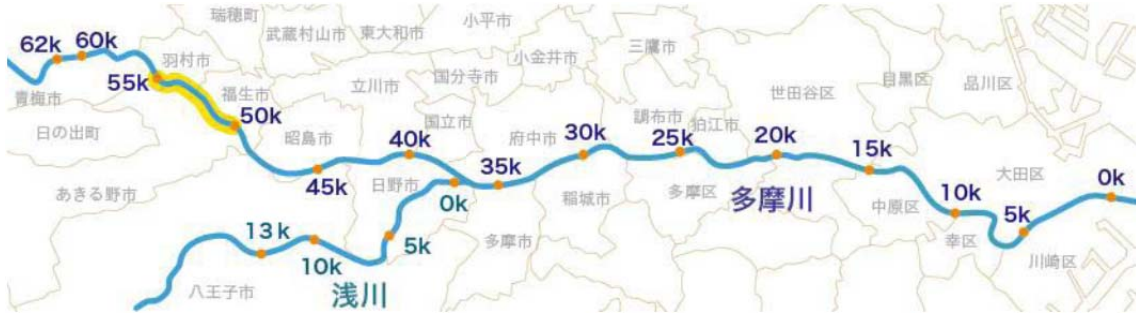 瑞穂町
武蔵村山市
東大和市
小平市
62k
60k
羽村市
小金井市
三鷹市
55k
青梅市
福生市
立川市
国分寺市
目黒区
品川区
50k
日の出町
昭島市
国立市
40k
府中市
30k
調布市
25k
狛江市
世田谷区
20k
15k
あきる野市
45k
日野市
35k
0k
稲城市
多摩区
多摩川
中原区
10k
大田区
0k
13k
5k
多摩市
幸区
5k
川崎区
10k
八王子市
浅川